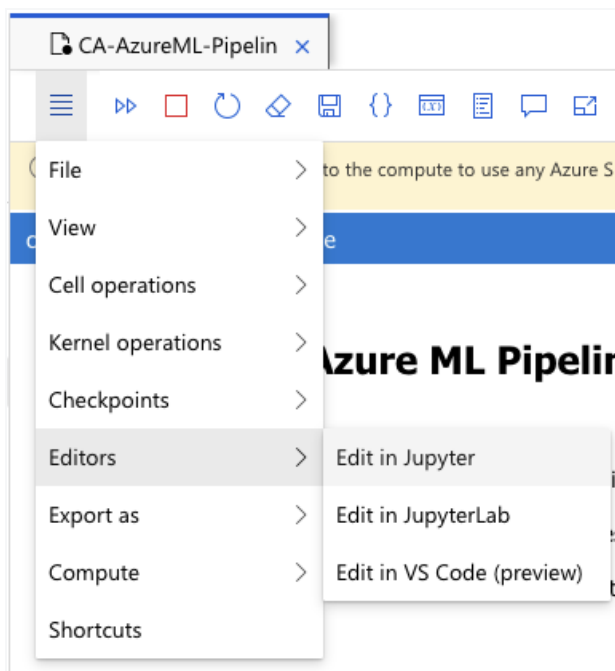 CA-AzureML-Pipelin
File
to the compute to use any Azure S
View
e
Cell operations
Kernel operations
Azure ML Pipelin
Checkpoints
Editors
Edit in Jupyter
Export as
Edit in JupyterLab
Compute
Edit in VS Code (preview)
Shortcuts